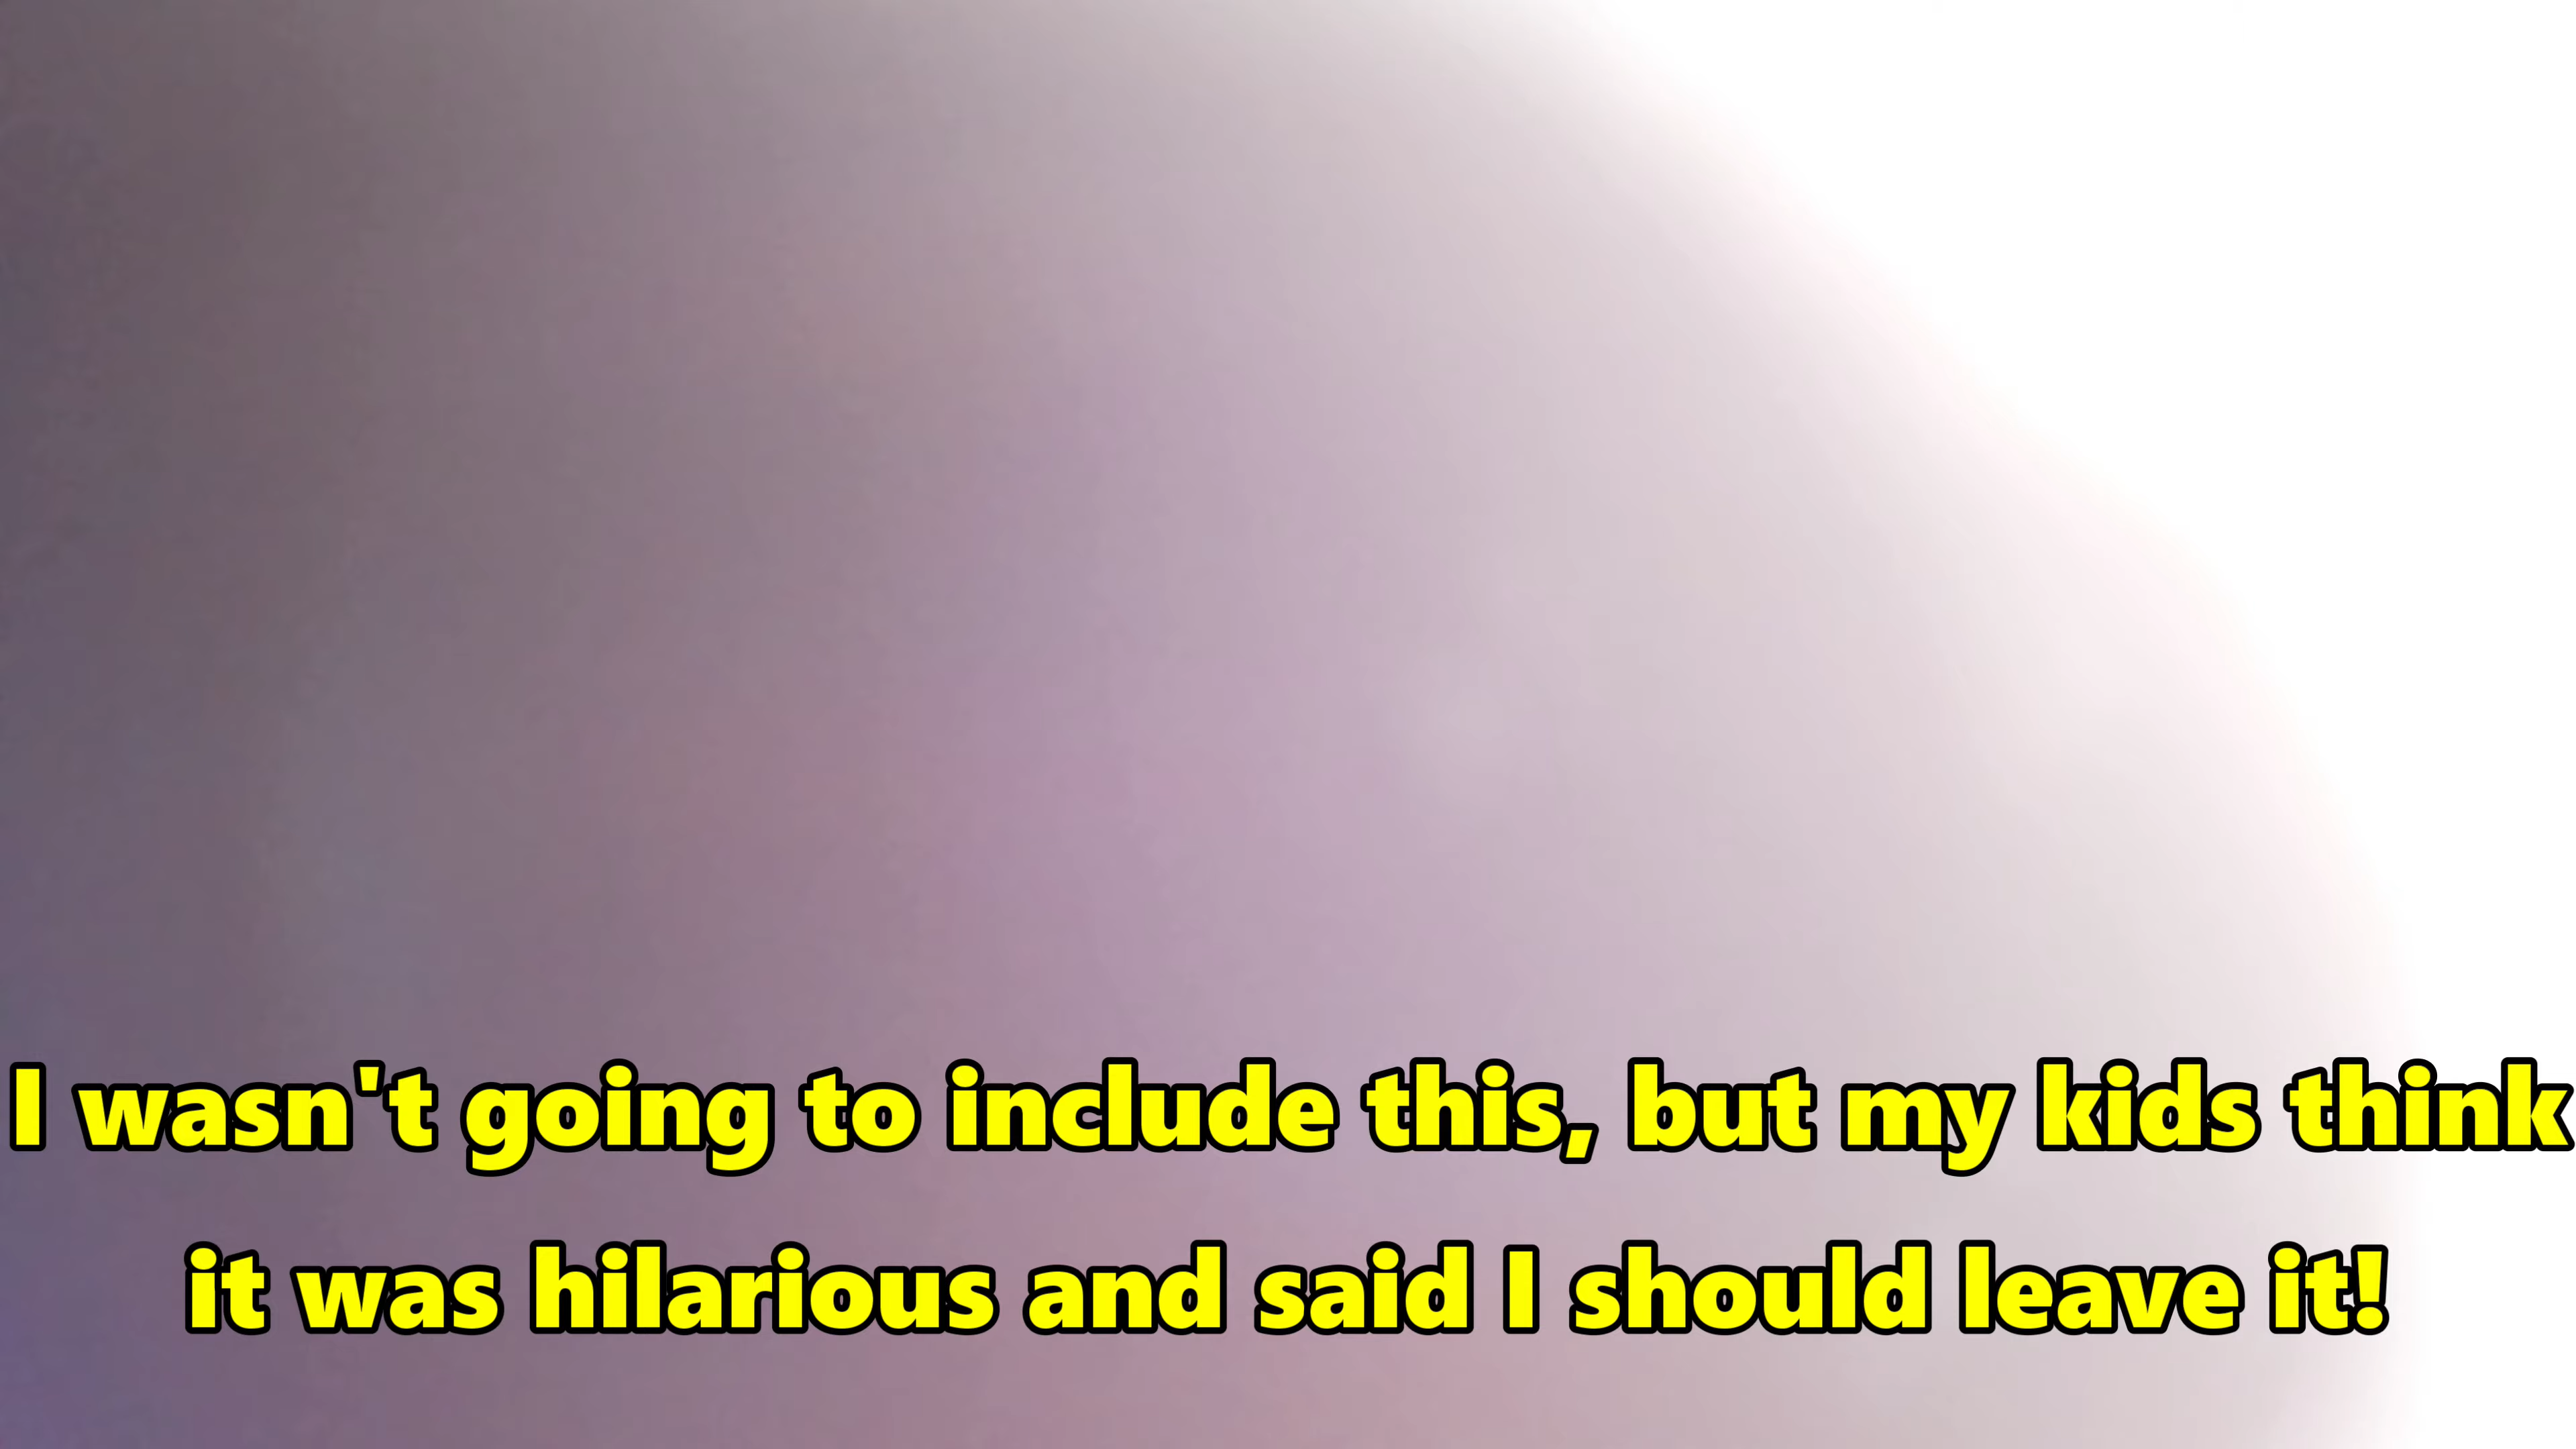 I wasn't going to include this, but my kids think
it was hilarious and said I should leave it!